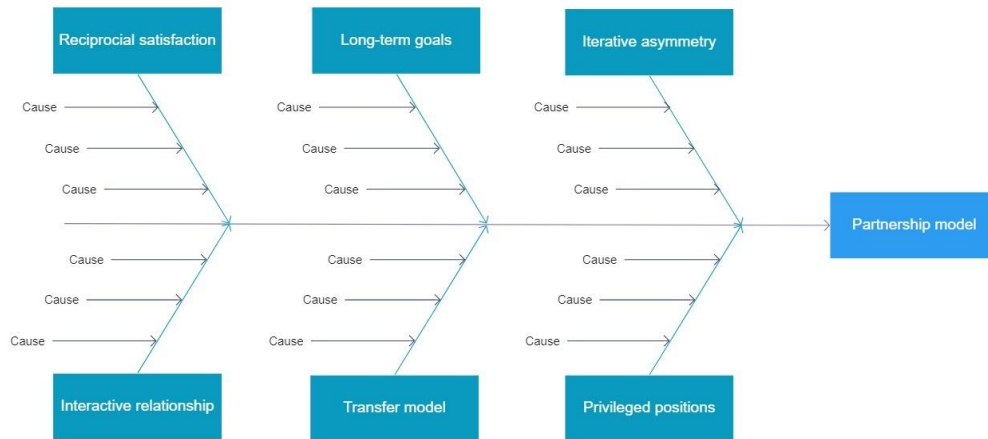 Reciprocial satisfaction
Long-term goals
Iterative asymmetry
Cause
Cause
Cause
Cause
Cause
Cause
Cause
Cause
Cause
Partnership model
Cause
Cause
Cause
Cause
Cause
Cause
Cause
Cause
Cause
Interactive relationship
Transfer model
Privileged positions